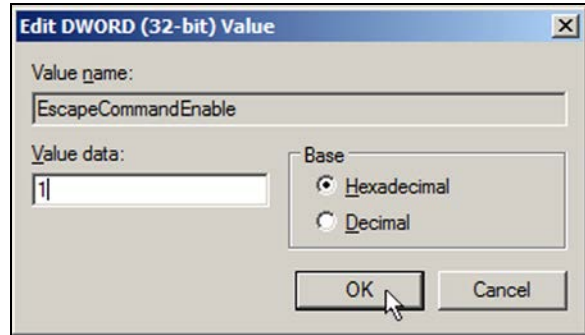 Edit DWORD (32-bit) Value
Value name:
EscapeCommandEnable
Value data:
1
Base
Hexadecimal
Decimal
OK
Cancel